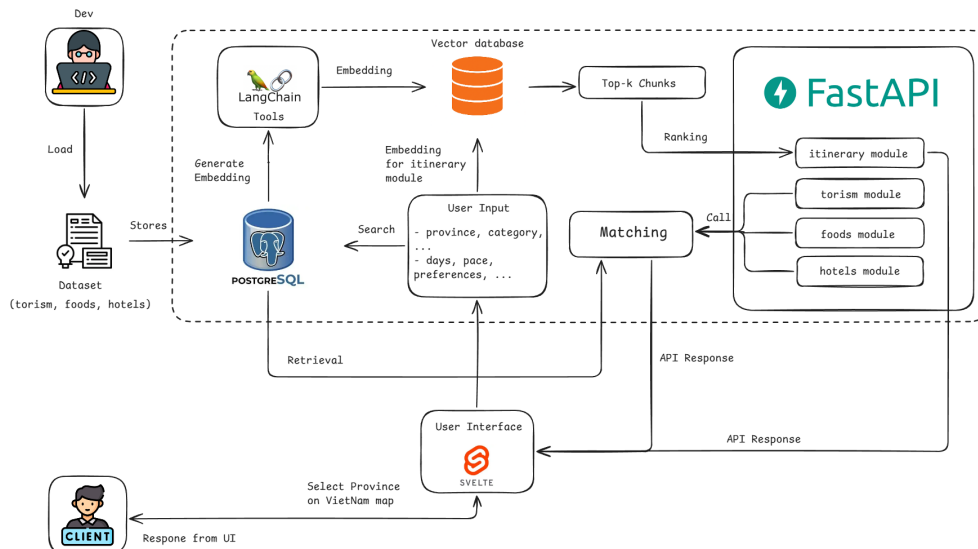 Dev
</>
Load
Dataset
(torism, foods, hotels)
Stores
LangChain
Tools
Generate
Embedding
POSTGRESQL
Embedding
Vector database
Embedding
for itinerary
module
Search
User Input
- province, category,
...
- days, pace,
preferences, ...
Top-k Chunks
Ranking
Matching
Call
FastAPI
itinerary module
torism module
foods module
hotels module
Retrieval
API Response
API Response
User Interface
SVELTE
Select Province
on VietNam map
CLIENT
Respone from UI